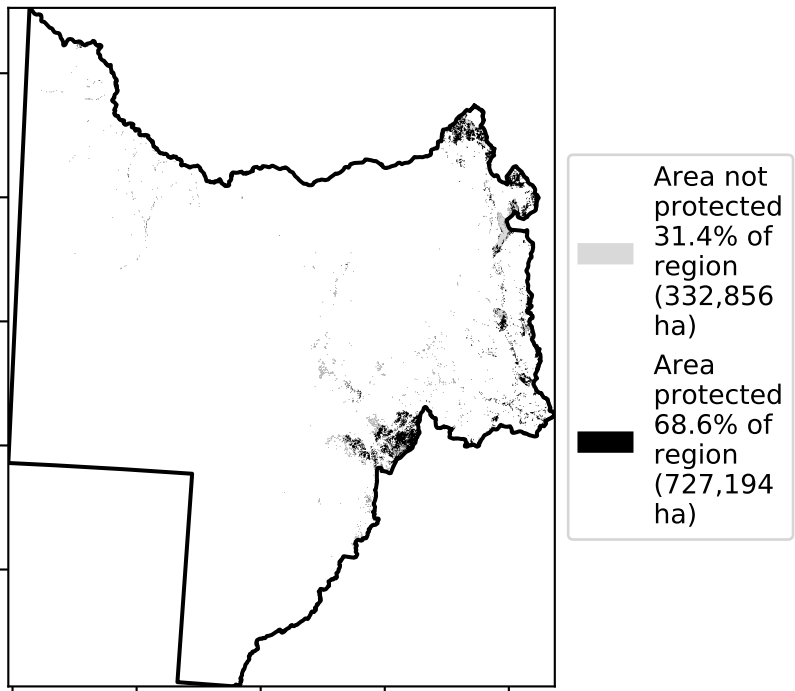 Area not
protected
31.4% of
region
(332,856
ha)
Area
protected
68.6% of
region
(727,194
ha)